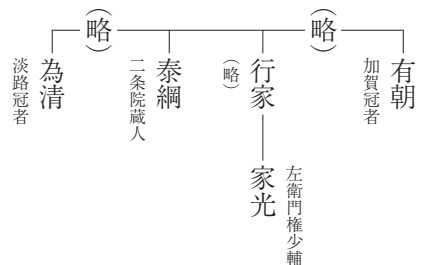 （略）
（略）
有朝
加賀冠者
行家
（略）
家光
左衛門権少輔
泰綱
二条院蔵人
為清
淡路冠者